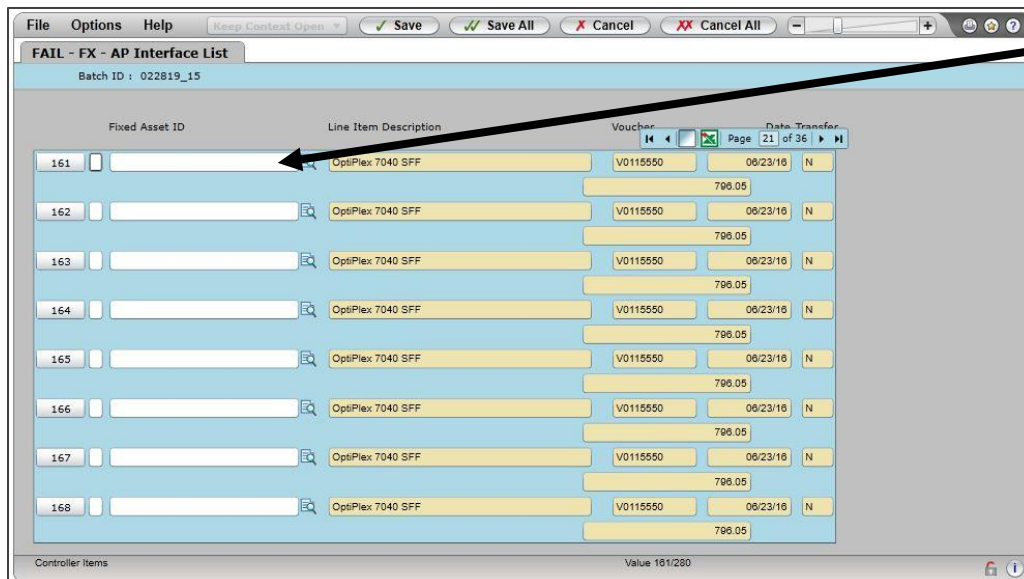 File Options Help Keep Context Open Save Save All Cancel Cancel All - + ?
FAIL - FX - AP Interface List
Batch ID : 022819_15
Fixed Asset ID Line Item Description Voucher Date Transfer
Page 21 of 36
161 OptiPlex 7040 SFF V0115550 06/23/16 N
796.05
162 OptiPlex 7040 SFF V0115550 06/23/16 N
796.05
163 OptiPlex 7040 SFF V0115550 06/23/16 N
796.05
164 OptiPlex 7040 SFF V0115550 06/23/16 N
796.05
165 OptiPlex 7040 SFF V0115550 06/23/16 N
796.05
166 OptiPlex 7040 SFF V0115550 06/23/16 N
796.05
167 OptiPlex 7040 SFF V0115550 06/23/16 N
796.05
168 OptiPlex 7040 SFF V0115550 06/23/16 N
796.05
Controller Items Value 161/280